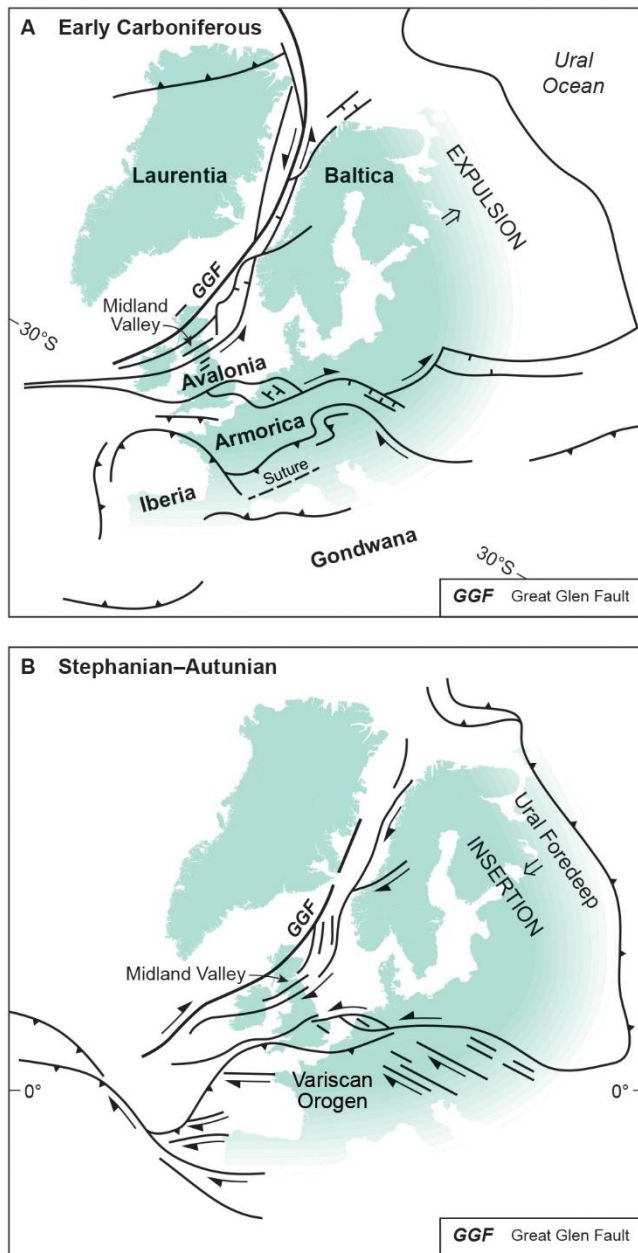 A Early Carboniferous
Ural
Ocean
Laurentia
Baltica
EXPULSION
GGF
Midland
Valley
30°S
Avalonia
Armorica
Suture
Iberia
Gondwana
30°S
GGF Great Glen Fault
B Stephanian–Autunian
Ural Foredeep
INSERTION
GGF
Midland Valley
Variscan
Orogen
0°
0°
GGF Great Glen Fault